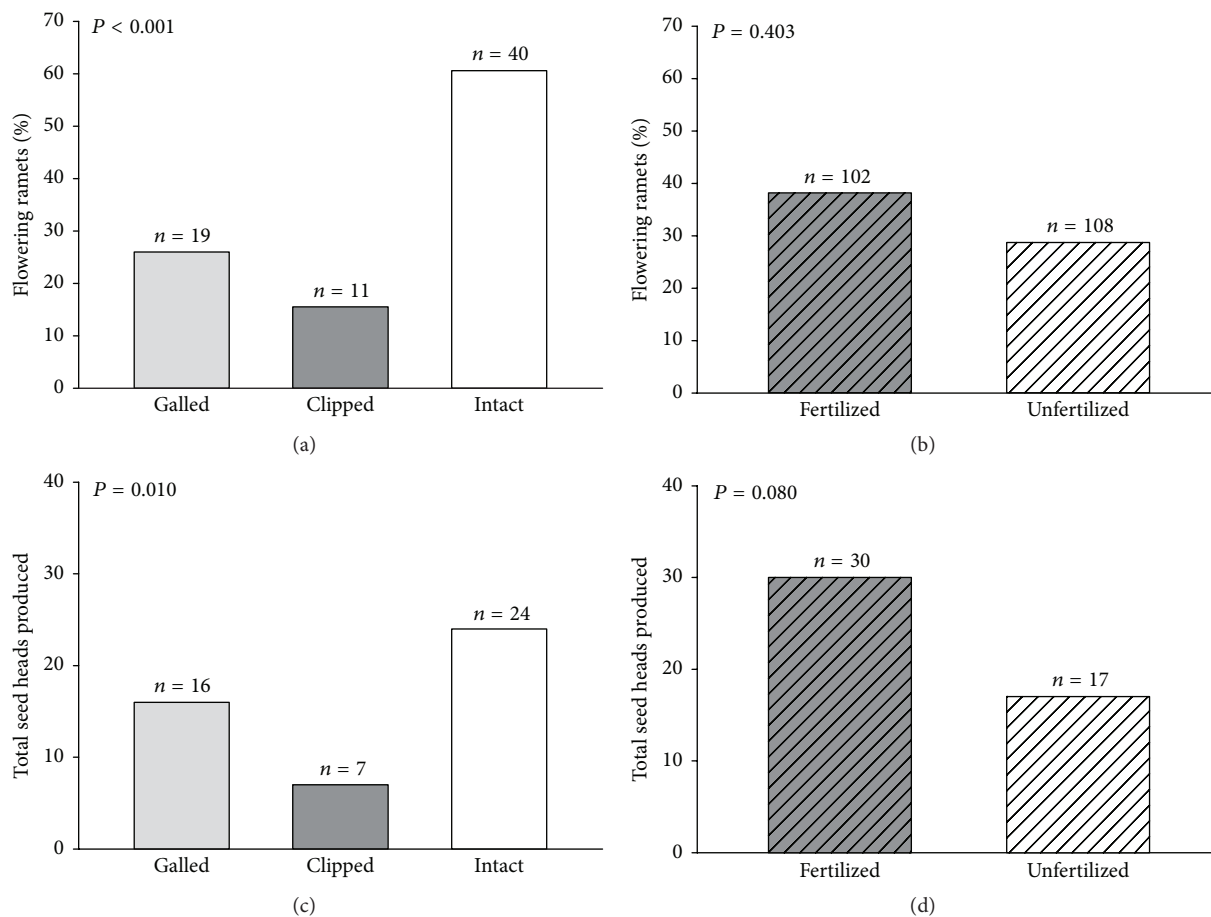 P < 0.001
Flowering ramets (%)
70
60
50
40
30
20
10
0
n = 19
n = 11
n = 40
Galled
Clipped
Intact
(a)
P = 0.403
Flowering ramets (%)
70
60
50
40
30
20
10
0
n = 102
n = 108
Fertilized
Unfertilized
(b)
P = 0.010
Total seed heads produced
40
30
20
10
0
n = 16
n = 7
n = 24
Galled
Clipped
Intact
(c)
P = 0.080
Total seed heads produced
40
30
20
10
0
n = 30
n = 17
Fertilized
Unfertilized
(d)